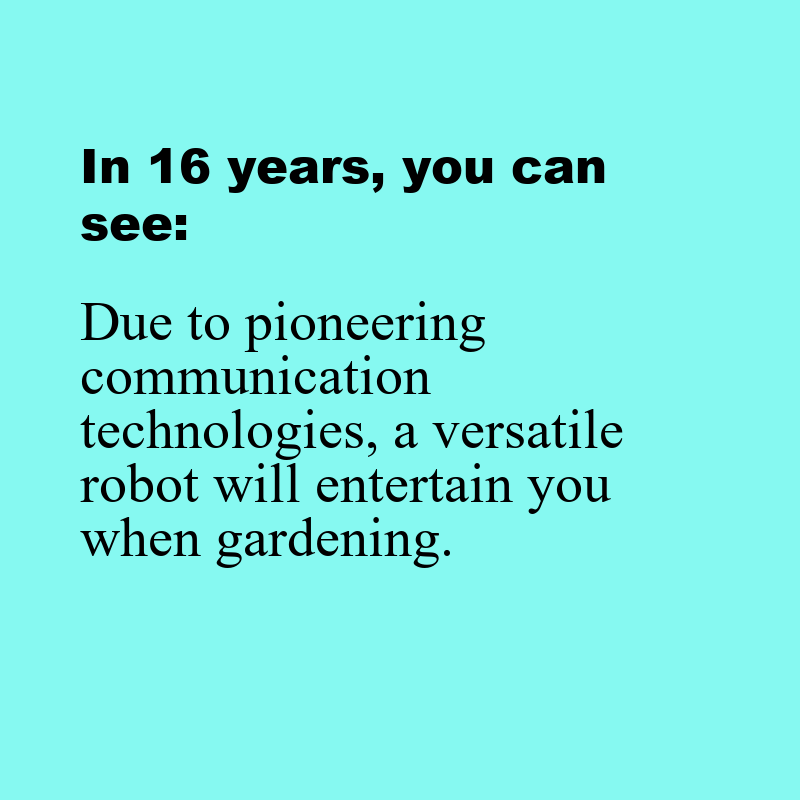 In 16 years, you can
see:
Due to pioneering
communication
technologies, a versatile
robot will entertain you
when gardening.